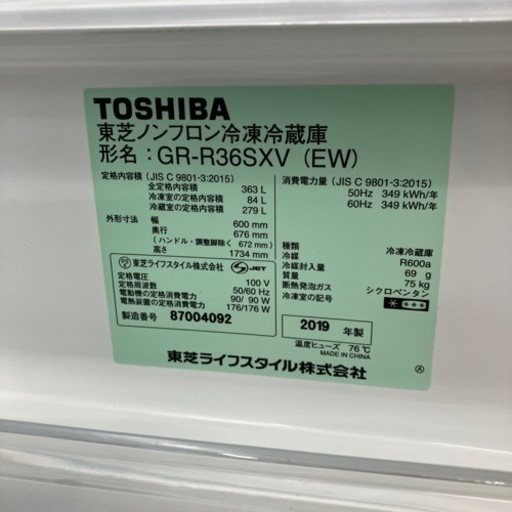 TOSHIBA
東芝ノンフロン冷凍冷蔵庫
形名：GR-R36SXV (EW)
定格内容積 (JIS C 9801-3:2015)
全定格内容積 363 L
冷凍室の定格内容積 84 L
冷蔵室の定格内容積 279 L
外形寸法 幅 600 mm
奥行 676 mm
(ハンドル・調整脚除く 672 mm)
高さ 1734 mm
消費電力量 (JIS C 9801-3:2015)
50Hz 349 kWh/年
60Hz 349 kWh/年
種類 冷凍冷蔵庫
冷媒 R600a
冷媒封入量 69 g
質量 75 kg
断熱発泡ガス シクロペンタン
冷凍室の記号
東芝ライフスタイル株式会社 JET
定格電圧 100 V
定格周波数 50/60 Hz
電動機の定格消費電力 90/ 90 W
電熱装置の定格消費電力 176/176 W
製造番号 87004092
2019 年製
温度ヒューズ 76℃
MADE IN CHINA
東芝ライフスタイル株式会社
Ⓐ